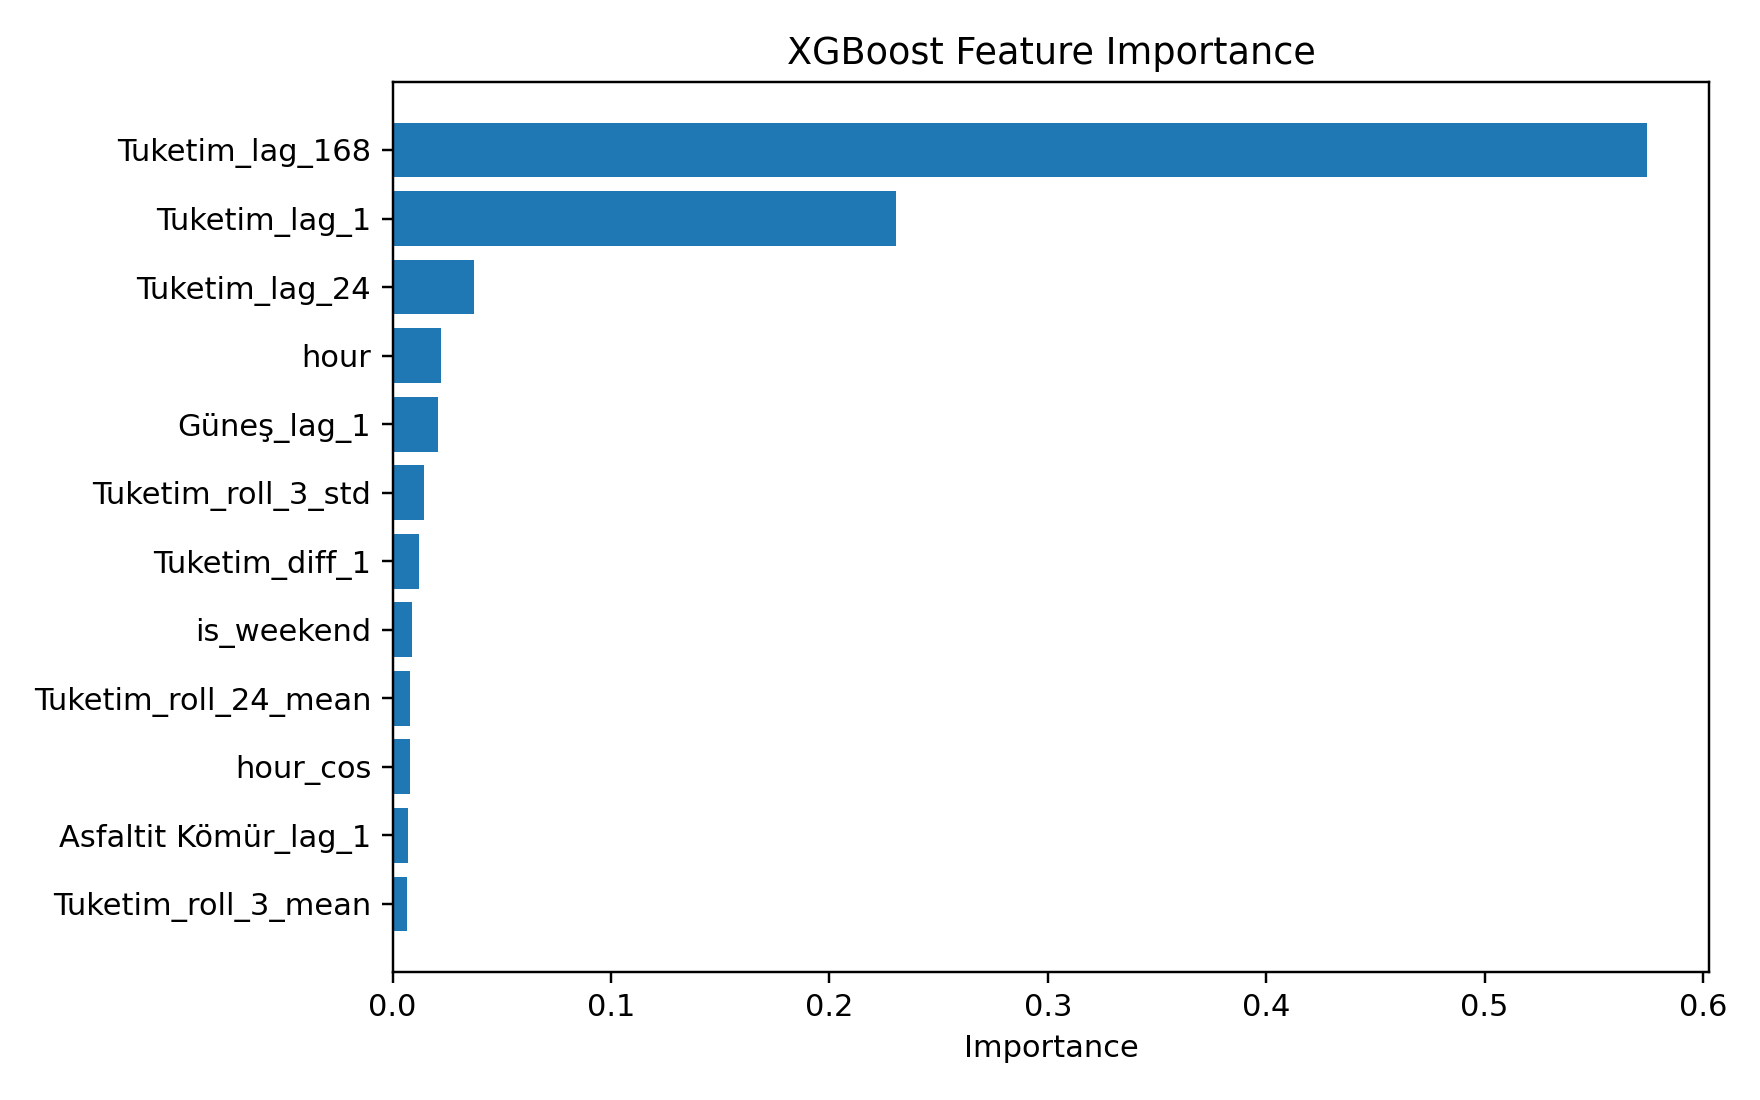 XGBoost Feature Importance
Tuketim_lag_168
Tuketim_lag_1
Tuketim_lag_24
hour
Güneş_lag_1
Tuketim_roll_3_std
Tuketim_diff_1
is_weekend
Tuketim_roll_24_mean
hour_cos
Asfaltit Kömür_lag_1
Tuketim_roll_3_mean
0.0 0.1 0.2 0.3 0.4 0.5 0.6
Importance